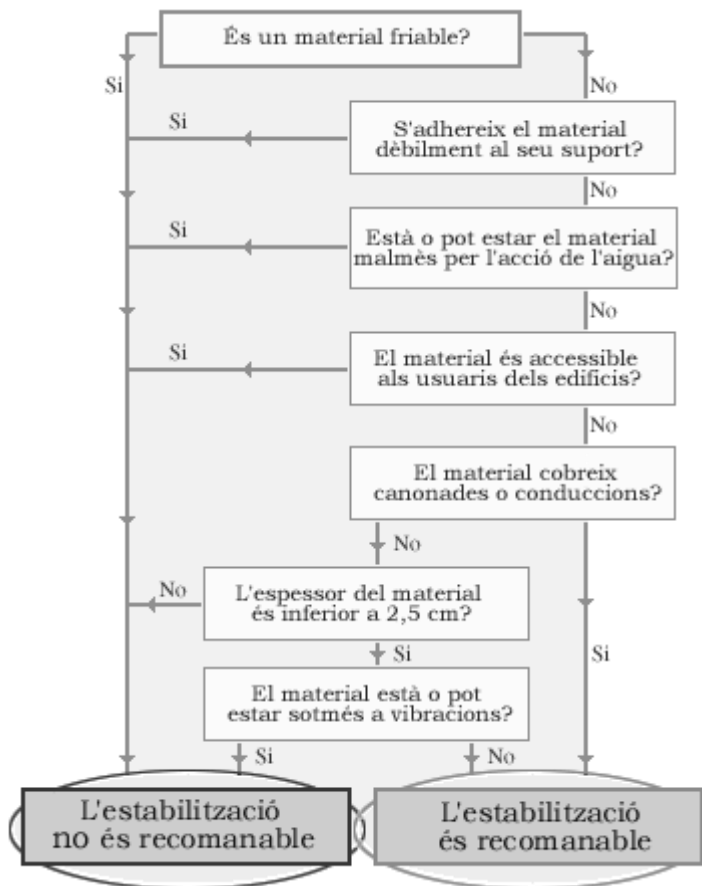 És un material friable?
Si
No
S'adhereix el material
dèbilment al seu suport?
Si
No
Està o pot estar el material
malmès per l'acció de l'aigua?
Si
No
El material és accessible
als usuaris dels edificis?
Si
No
El material cobreix
canonades o conduccions?
No
L'espessor del material
és inferior a 2,5 cm?
No
Si
Si
El material està o pot
estar sotmés a vibracions?
Si
No
L'estabilització
no és recomanable
L'estabilització
és recomanable